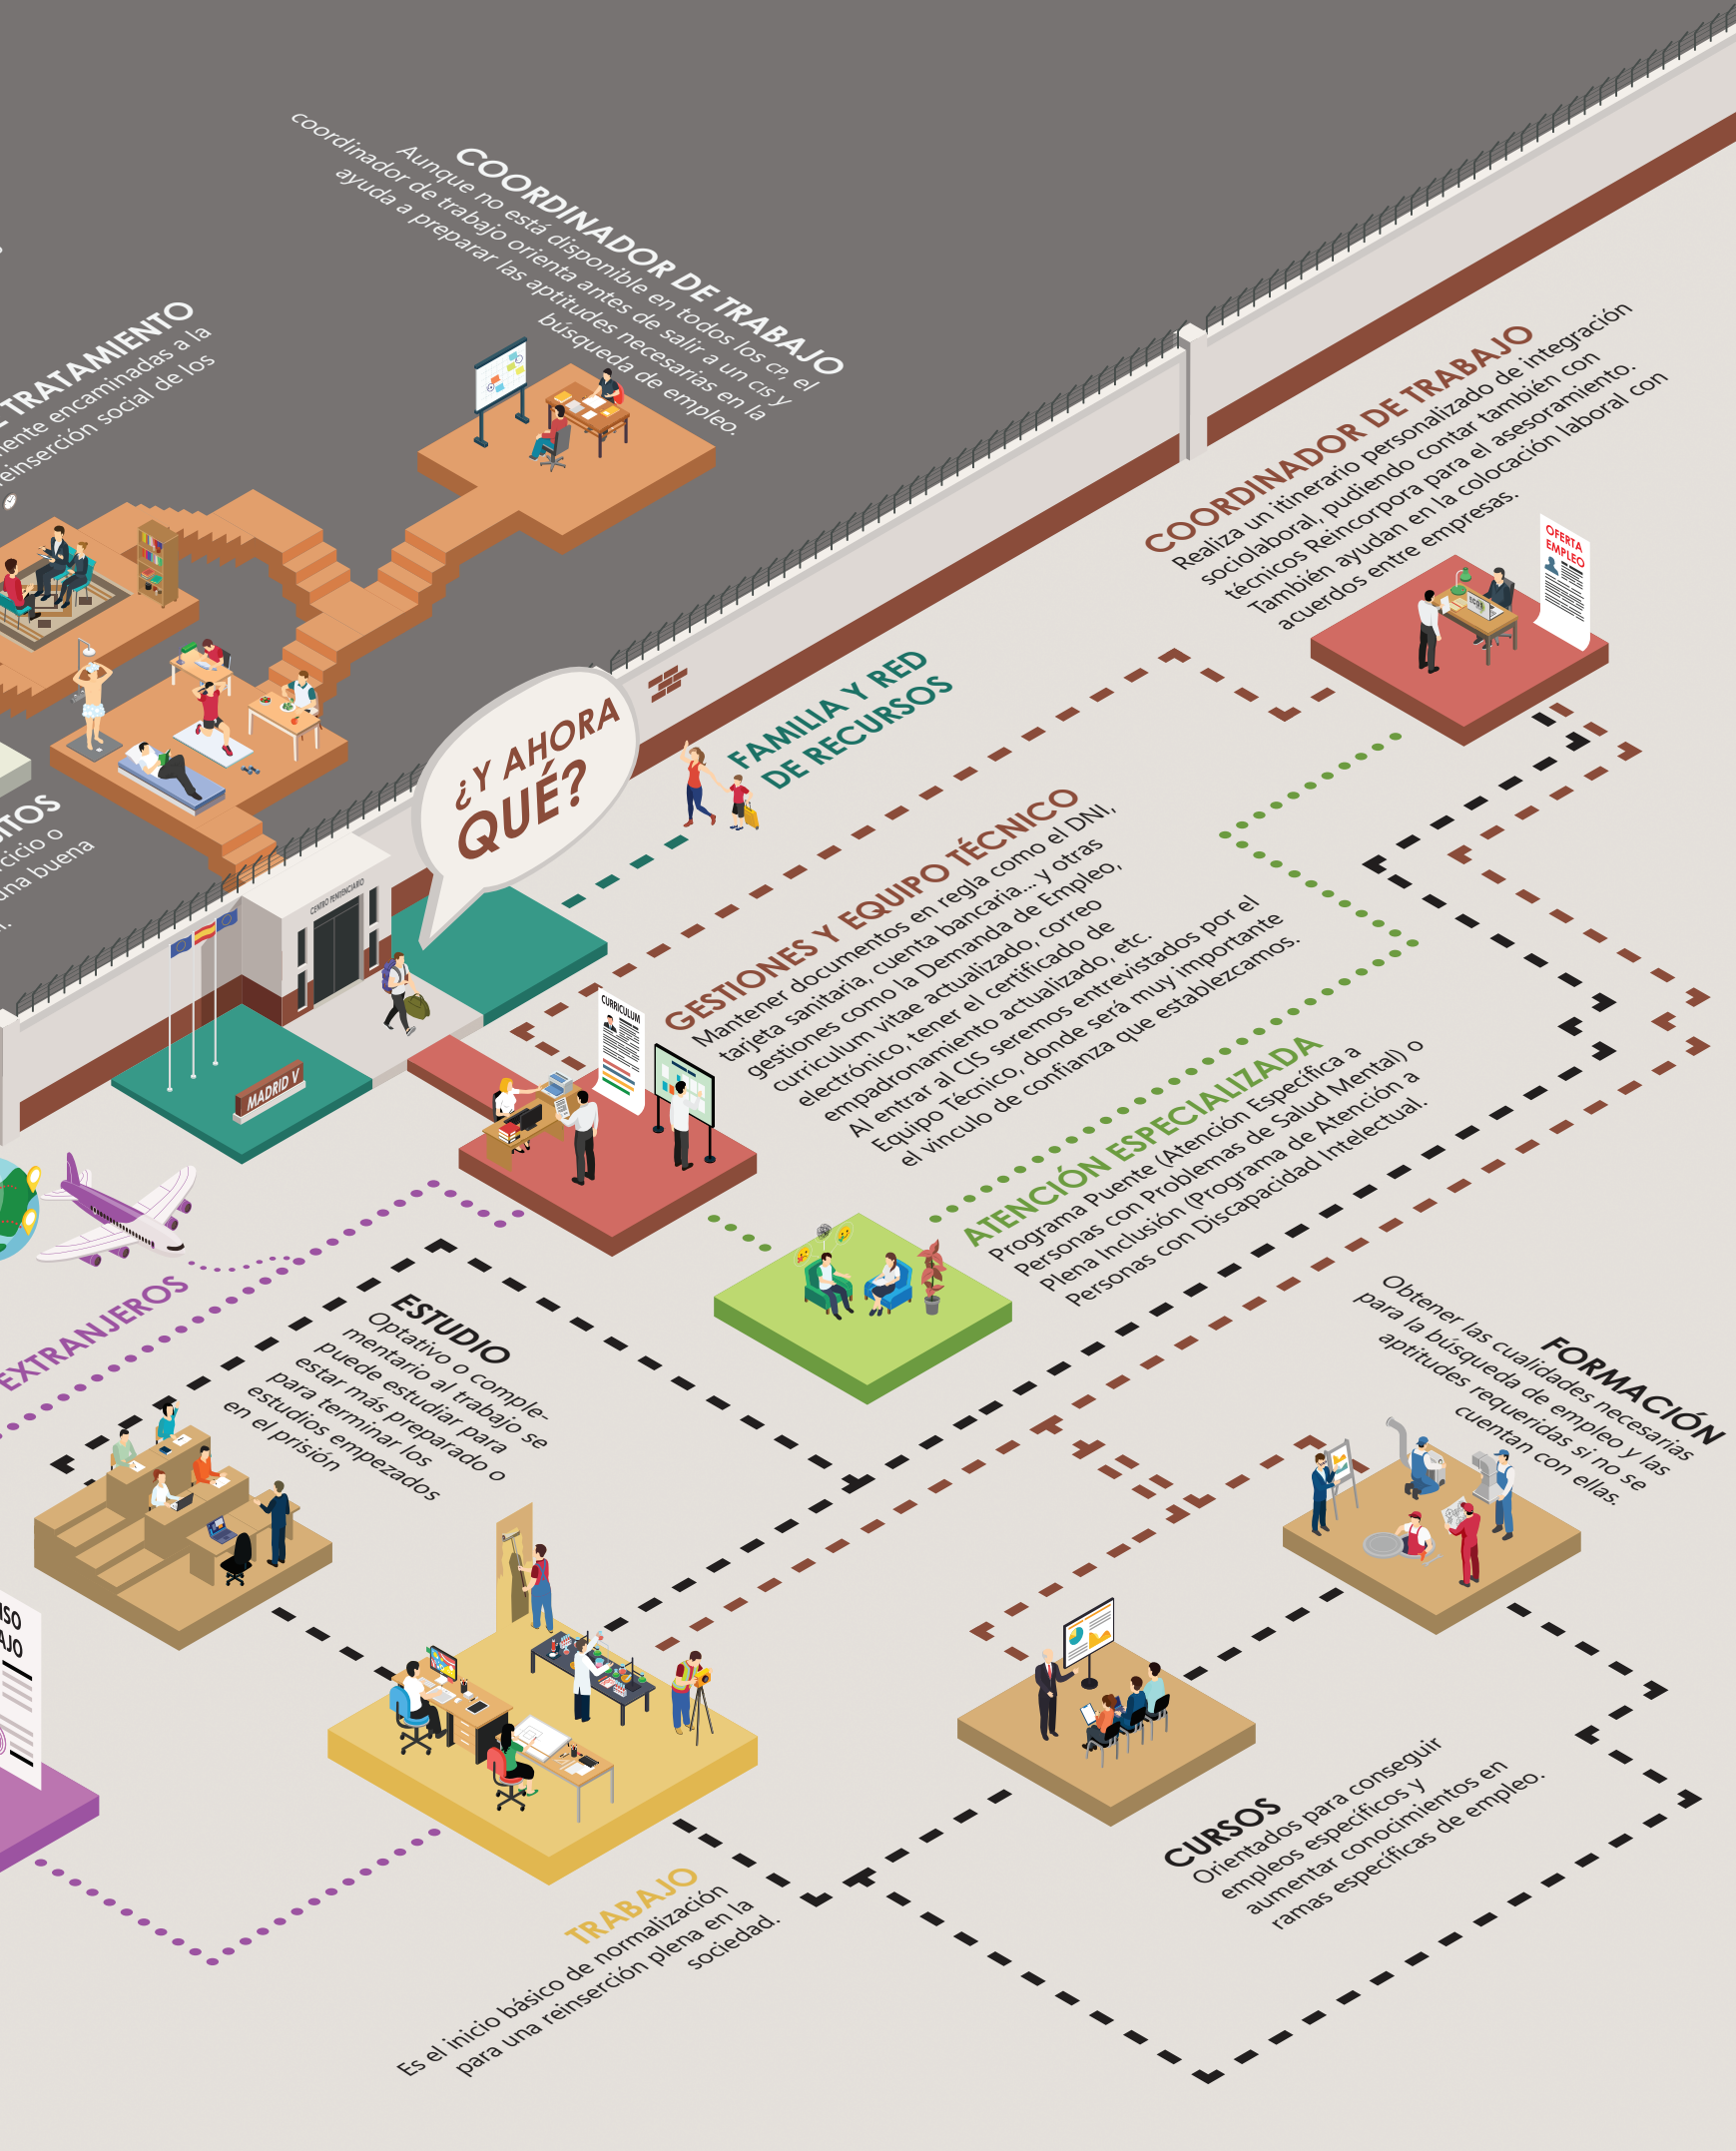 COORDINADOR DE TRABAJO
Aunque no está disponible en todos los CP, el
coordinador de trabajo orienta antes de salir a un CIS y
ayuda a preparar las aptitudes necesarias en la
búsqueda de empleo.
TRATAMIENTO
encaminadas a la
reinserción social de los
una buena
¿Y AHORA
QUÉ?
CENTRO PENITENCIARIO
MADRID V
FAMILIA Y RED
DE RECURSOS
COORDINADOR DE TRABAJO
Realiza un itinerario personalizado de integración
sociolaboral, pudiendo contar también con
técnicos Reincorpora para el asesoramiento.
También ayudan en la colocación laboral con
acuerdos entre empresas.
OFERTA
EMPLEO
GESTIONES Y EQUIPO TÉCNICO
Mantener documentos en regla como el DNI,
tarjeta sanitaria, cuenta bancaria... y otras
gestiones como la Demanda de Empleo,
curriculum vitae actualizado, correo
electrónico, tener el certificado de
empadronamiento actualizado, etc.
Al entrar al CIS seremos entrevistados por el
Equipo Técnico, donde será muy importante
el vínculo de confianza que establezcamos.
CURRICULUM
ATENCIÓN ESPECIALIZADA
Programa Puente (Atención Específica a
Personas con Problemas de Salud Mental) o
Plena Inclusión (Programa de Atención a
Personas con Discapacidad Intelectual.
EXTRANJEROS
ESTUDIO
Optativo o comple-
mentario al trabajo se
puede estudiar para
estar más preparado o
para terminar los
estudios empezados
en el prisión
FORMACIÓN
Obtener las cualidades necesarias
para la búsqueda de empleo y las
aptitudes requeridas si no se
cuentan con ellas.
TRABAJO
Es el inicio básico de normalización
para una reinserción plena en la
sociedad.
CURSOS
Orientados para conseguir
empleos específicos y
aumentar conocimientos en
ramas específicas de empleo.